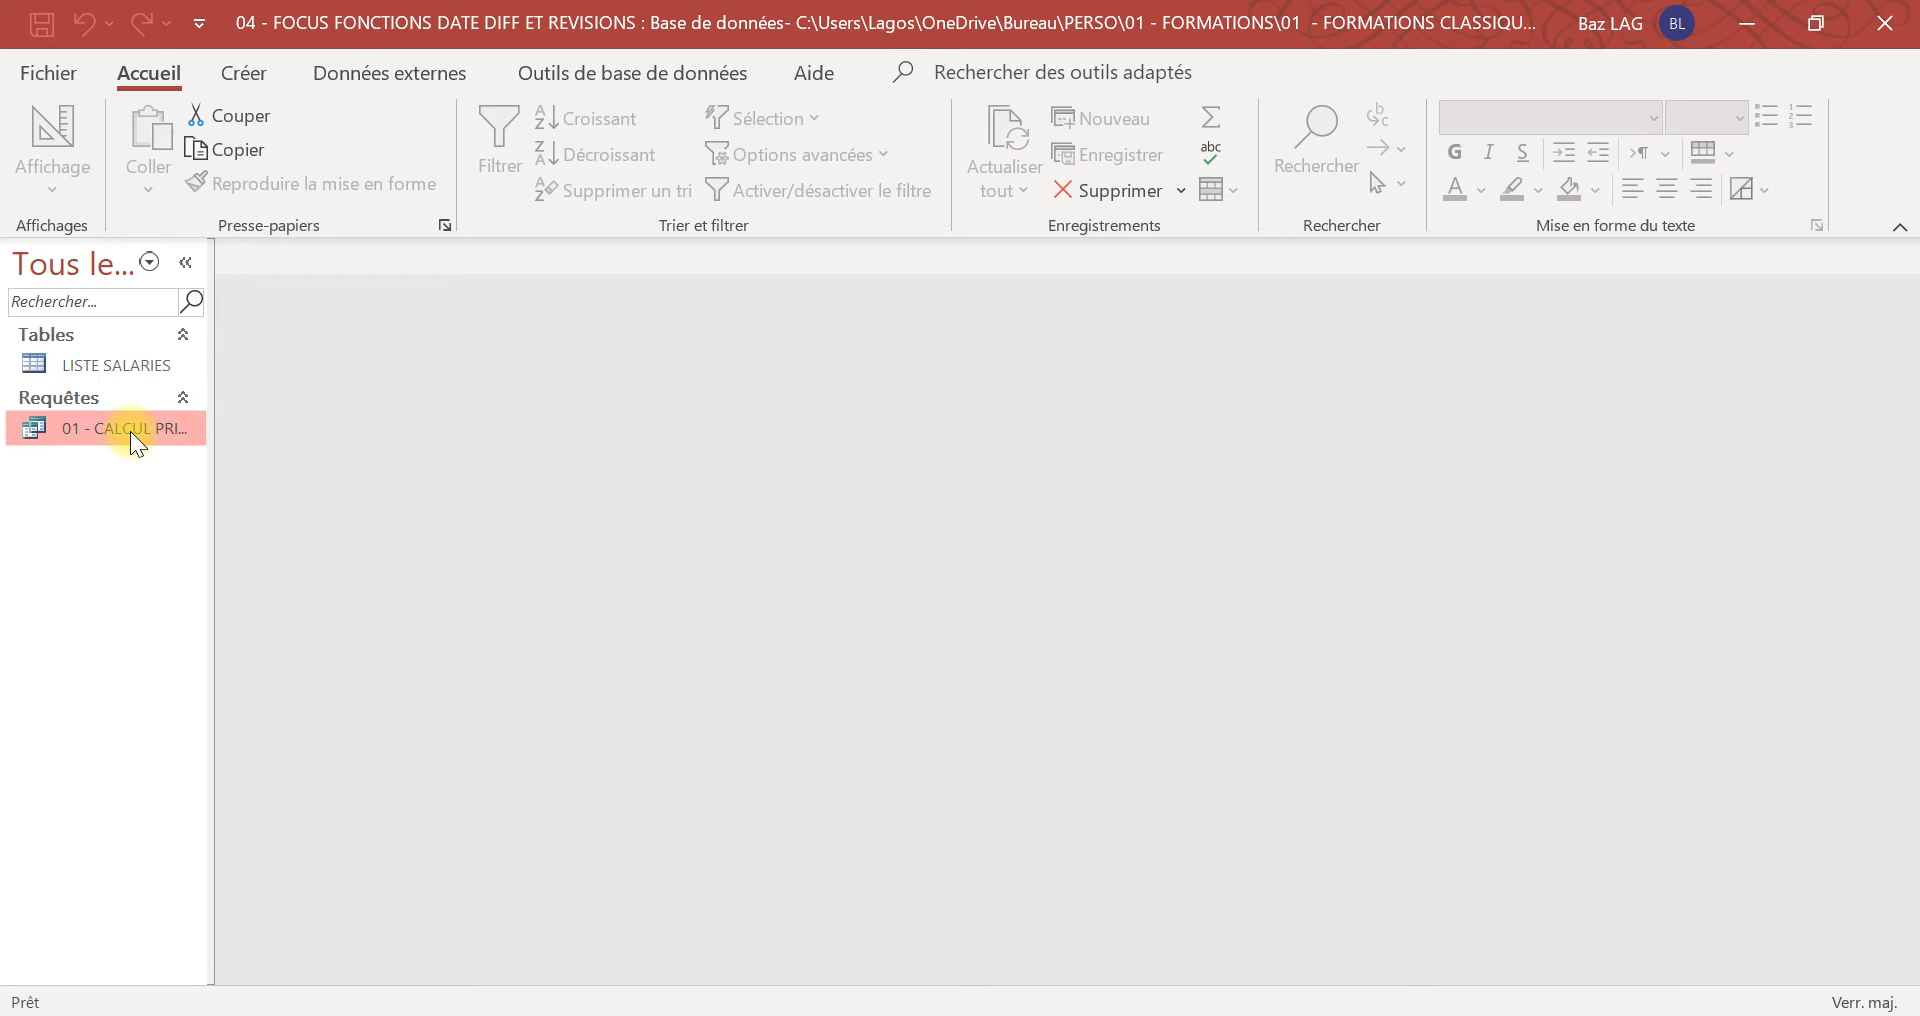 04 - FOCUS FONCTIONS DATE DIFF ET REVISIONS : Base de données- C:\Users\Lagos\OneDrive\Bureau\PERSO\01 - FORMATIONS\01 - FORMATIONS CLASSIQU... Baz LAG BL
Fichier Accueil Créer Données externes Outils de base de données Aide Rechercher des outils adaptés
Affichage
Affichages
Coller
Couper
Copier
Reproduire la mise en forme
Presse-papiers
Filtrer
Croissant
Décroissant
Supprimer un tri
Sélection
Options avancées
Activer/désactiver le filtre
Trier et filtrer
Actualiser
tout
Nouveau
Enregistrer
Supprimer
abc
Enregistrements
Rechercher
Rechercher
G I S
A
Mise en forme du texte
Tous le...
Rechercher...
Tables
LISTE SALARIES
Requêtes
01 - CALCUL PRI...
Prêt
Verr. maj.